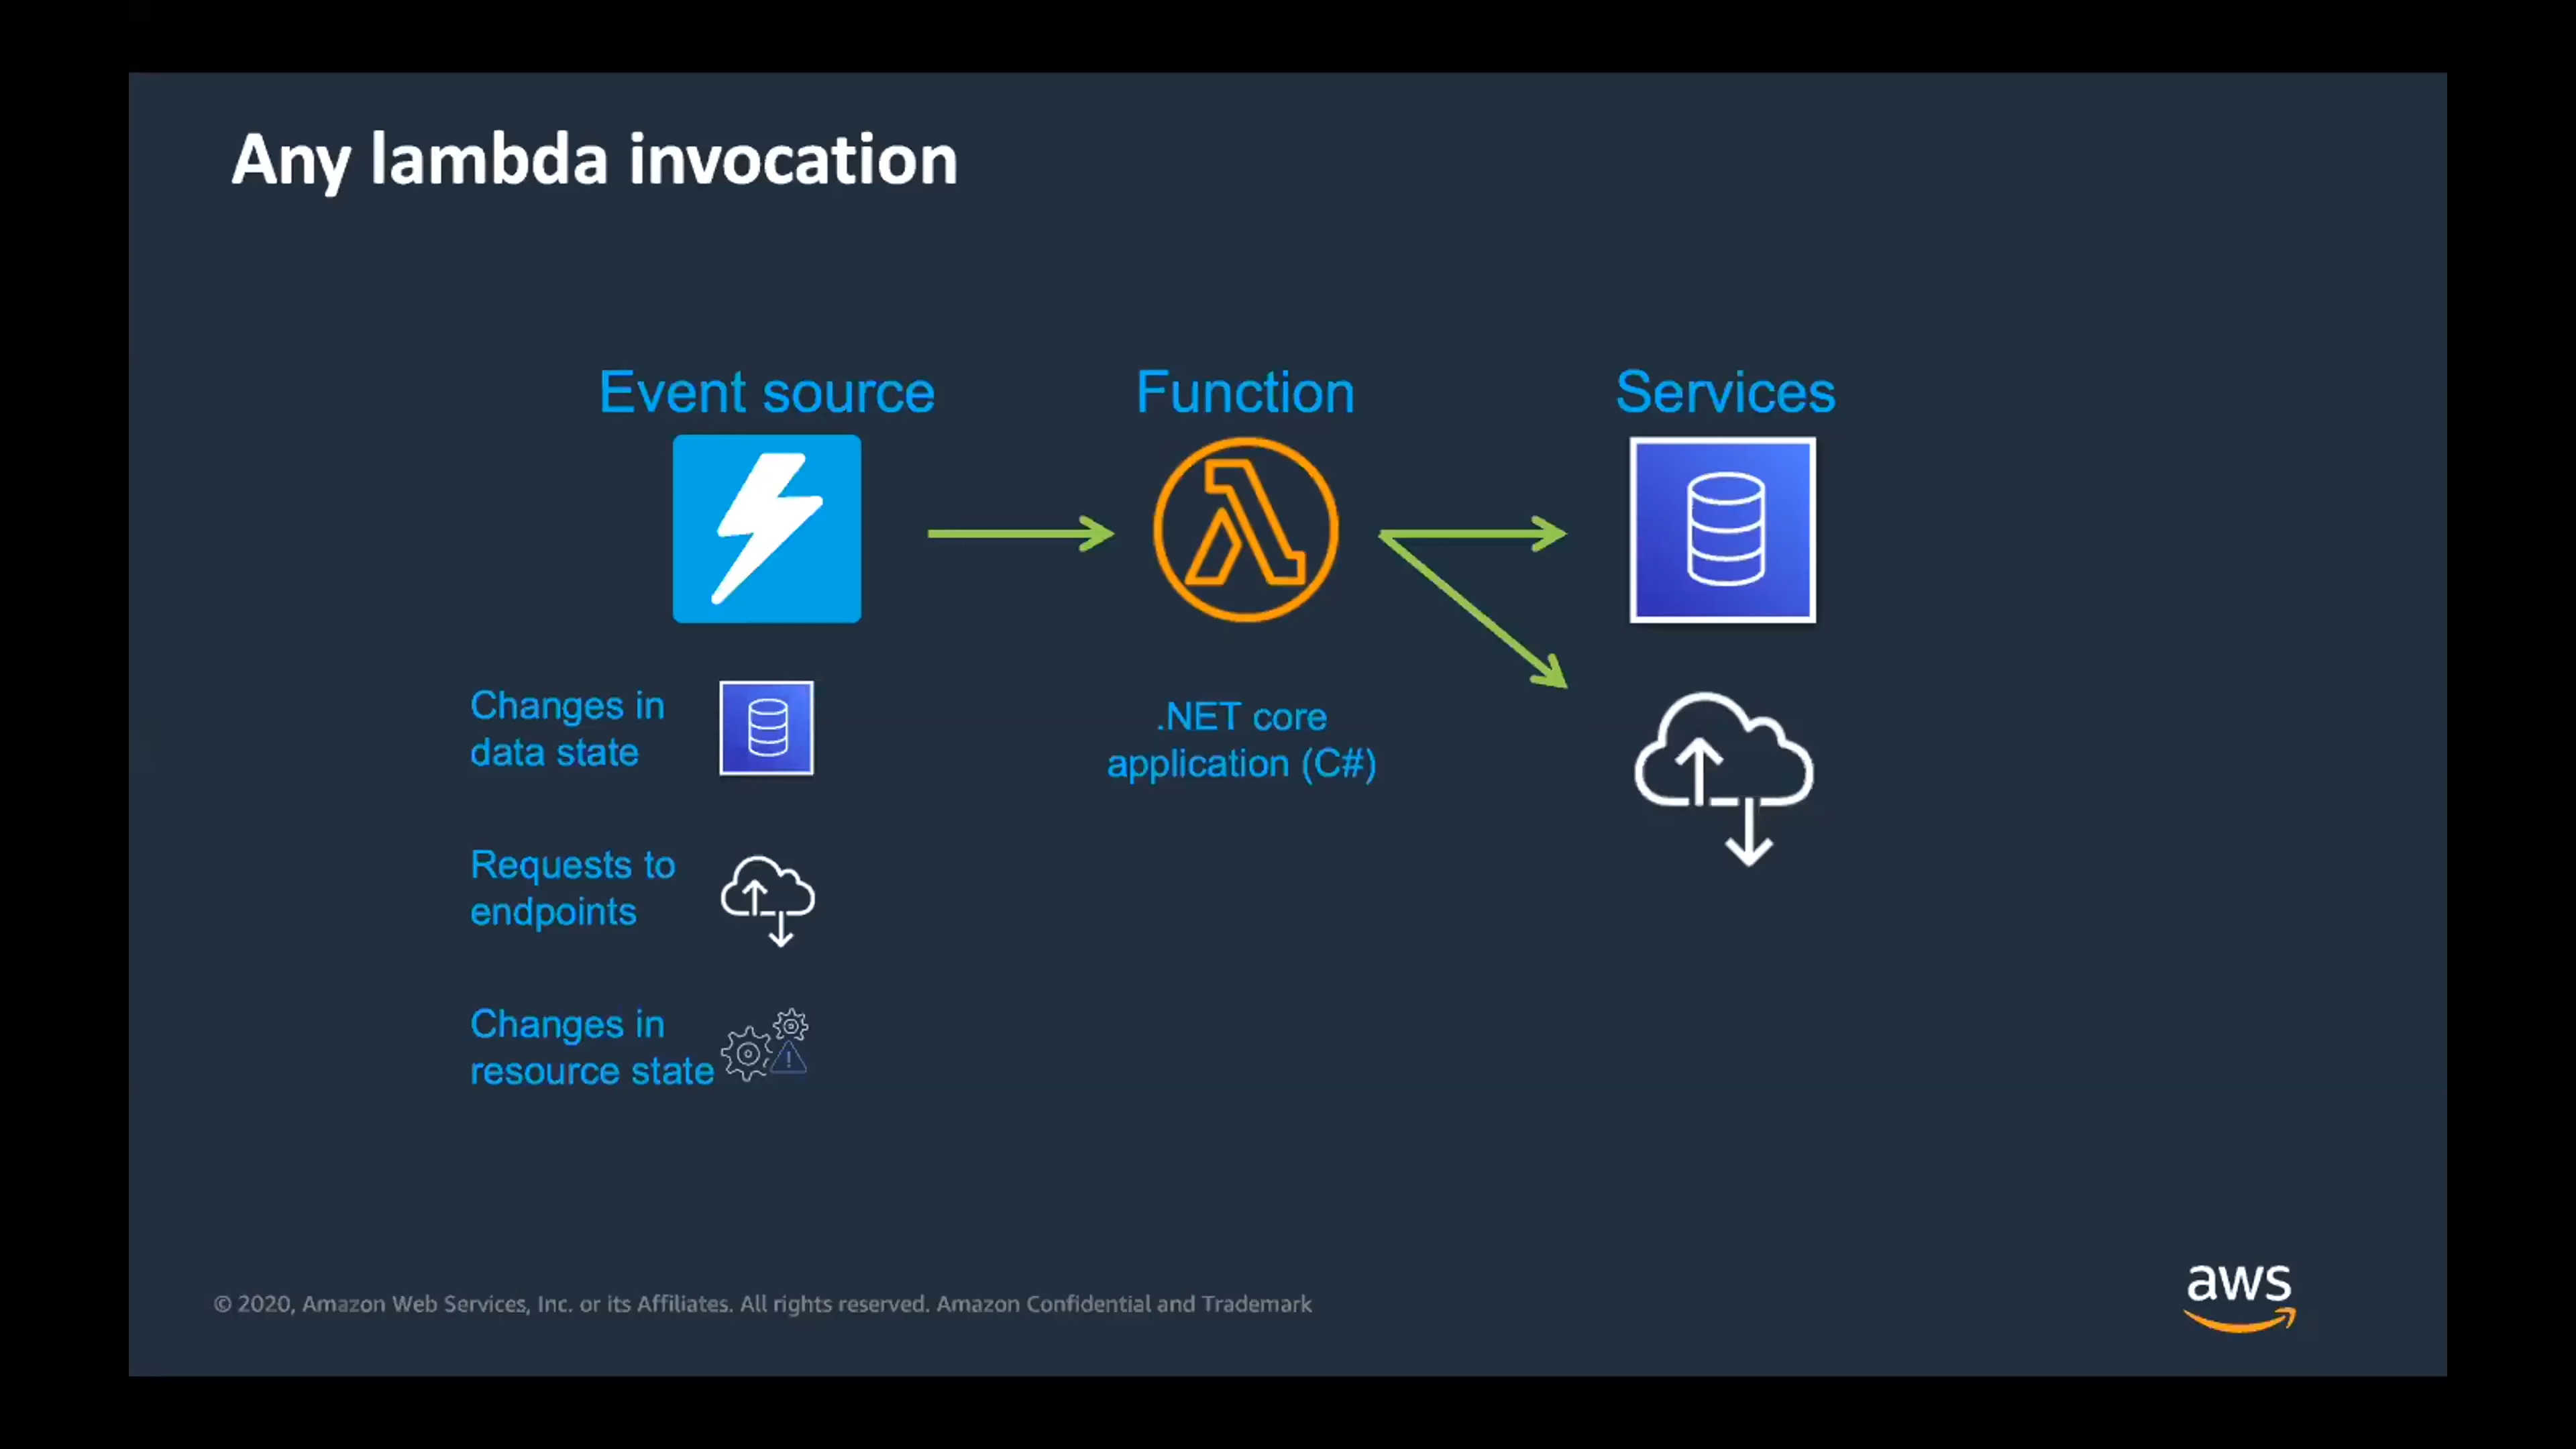 Any lambda invocation
Event source
Function
Services
Changes in
data state
Requests to
endpoints
Changes in
resource state
.NET core
application (C#)
© 2020, Amazon Web Services, Inc. or its Affiliates. All rights reserved. Amazon Confidential and Trademark
aws